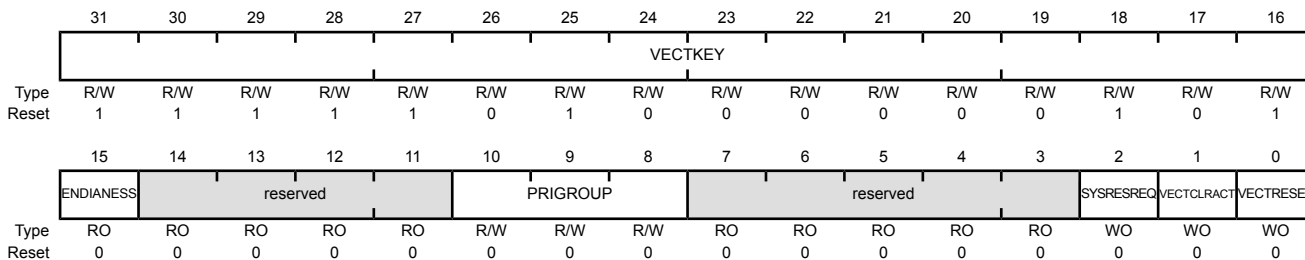 31 30 29 28 27 26 25 24 23 22 21 20 19 18 17 16
VECTKEY
Type R/W R/W R/W R/W R/W R/W R/W R/W R/W R/W R/W R/W R/W R/W R/W R/W
Reset 1 1 1 1 1 0 1 0 0 0 0 0 0 1 0 1
15 14 13 12 11 10 9 8 7 6 5 4 3 2 1 0
ENDIANESS reserved PRIGROUP reserved SYSRESREQ VECTCLRACT VECTRESE
Type RO RO RO RO RO R/W R/W R/W RO RO RO RO RO WO WO WO
Reset 0 0 0 0 0 0 0 0 0 0 0 0 0 0 0 0